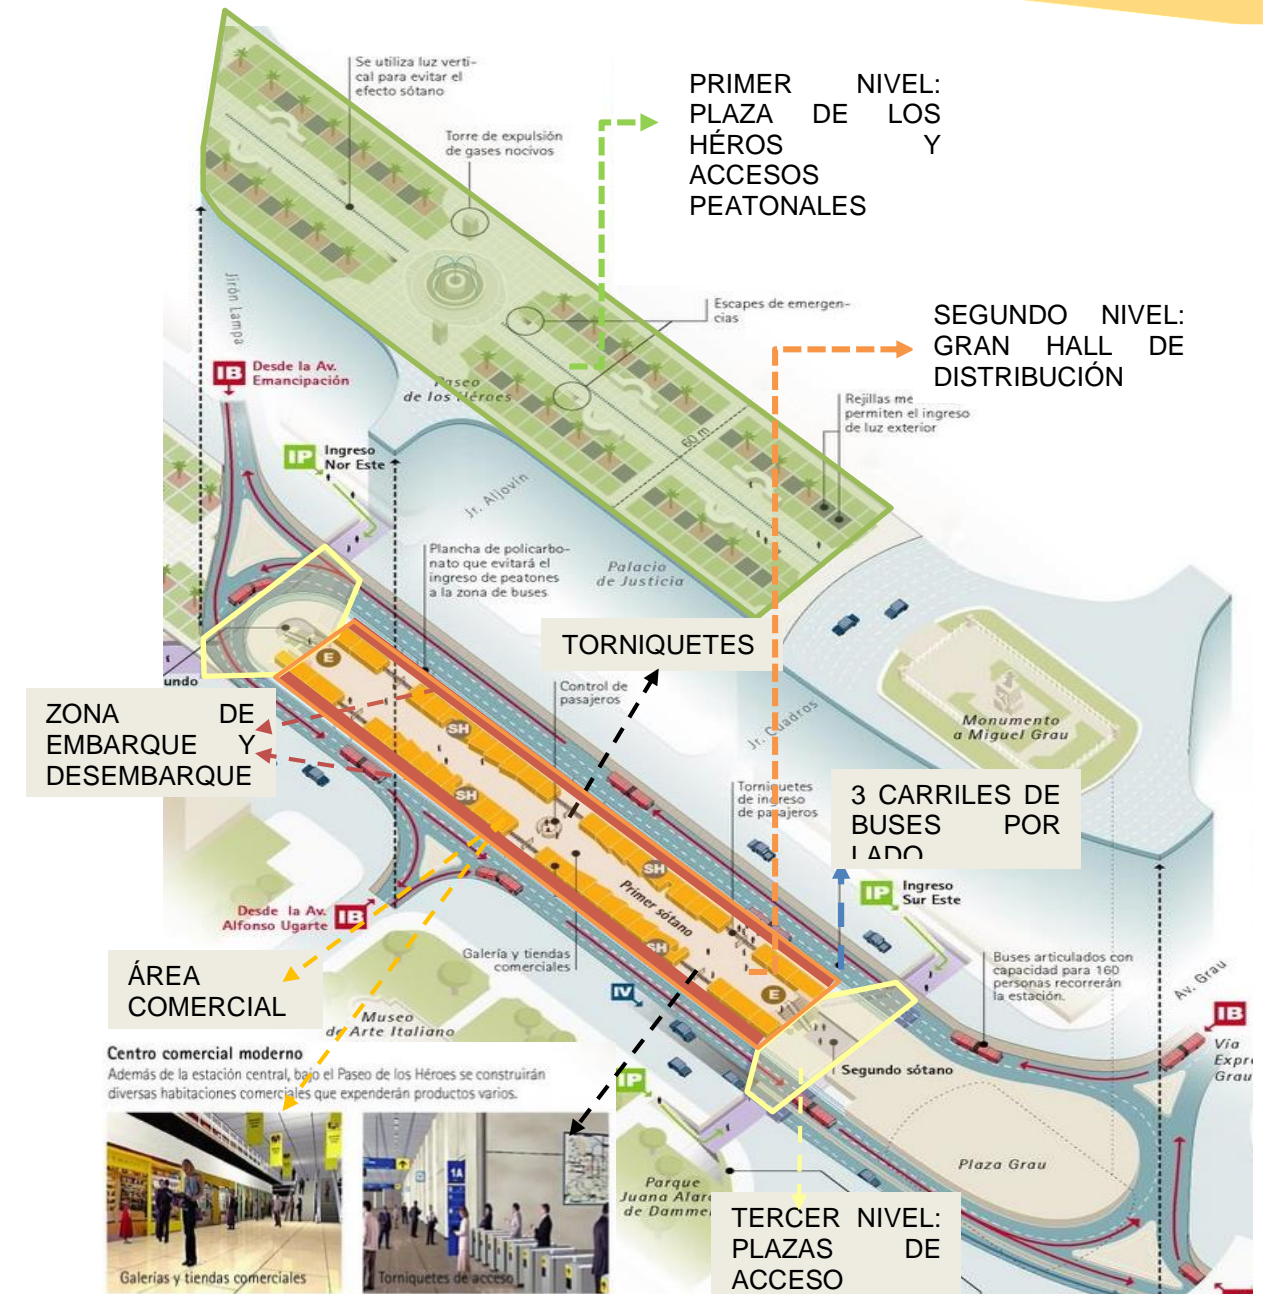 Se utiliza luz verti-
cal para evitar el
efecto sótano
Torre de expulsión
de gases nocivos
PRIMER NIVEL:
PLAZA DE LOS
HÉROS Y
ACCESOS
PEATONALES
Jirón Lampa
Escapes de emergen-
cias
SEGUNDO NIVEL:
GRAN HALL DE
DISTRIBUCIÓN
IB
Desde la Av.
Emancipación
Paseo
de los Héroes
Rejillas me
permiten el ingreso
de luz exterior
60 m
IP
Ingreso
Nor Este
Jr. Aljovín
Plancha de policarbo-
nato que evitará el
ingreso de peatones
a la zona de buses
Palacio
de Justicia
TORNIQUETES
E
undo
Control de
pasajeros
ZONA DE
EMBARQUE Y
DESEMBARQUE
SH
Monumento
a Miguel Grau
Jr. Cuadros
SH
Torniquetes
de ingreso
de pasajeros
3 CARRILES DE
BUSES POR
LADO
SH
Primer sótano
IP
Ingreso
Sur Este
Desde la Av.
Alfonso Ugarte
IB
SH
Galería y tiendas
comerciales
Buses articulados con
capacidad para 160
personas recorrerán
la estación.
Av. Grau
ÁREA
COMERCIAL
IV
E
IB
Museo
de Arte Italiano
Vía
Expre
Grau
Centro comercial moderno
Además de la estación central, bajo el Paseo de los Héroes se construirán
diversas habitaciones comerciales que expenderán productos varios.
Segundo sótano
IP
1A
Plaza Grau
Parque
Juana Alar
de Damme
TERCER NIVEL:
PLAZAS DE
ACCESO
Galerías y tiendas comerciales
Torniquetes de acceso